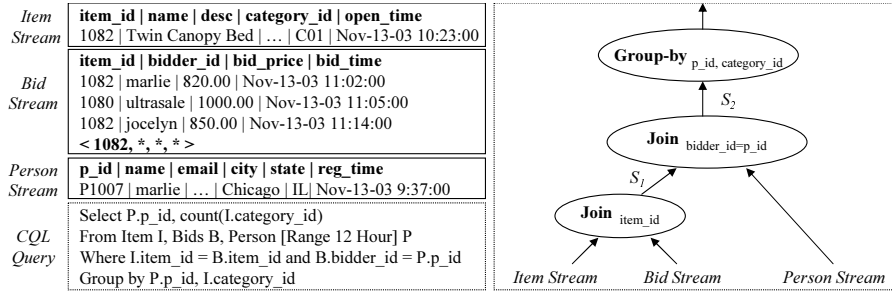 Item Stream
item_id | name | desc | category_id | open_time
1082 | Twin Canopy Bed | … | C01 | Nov-13-03 10:23:00
Bid Stream
item_id | bidder_id | bid_price | bid_time
1082 | marlie | 820.00 | Nov-13-03 11:02:00
1080 | ultrasale | 1000.00 | Nov-13-03 11:05:00
1082 | jocelyn | 850.00 | Nov-13-03 11:14:00
< 1082, *, *, * >
Person Stream
p_id | name | email | city | state | reg_time
P1007 | marlie | … | Chicago | IL| Nov-13-03 9:37:00
CQL Query
Select P.p_id, count(I.category_id)
From Item I, Bids B, Person [Range 12 Hour] P
Where I.item_id = B.item_id and B.bidder_id = P.p_id
Group by P.p_id, I.category_id
Group-by p_id, category_id
S2
Join bidder_id=p_id
S1
Join item_id
Item Stream
Bid Stream
Person Stream